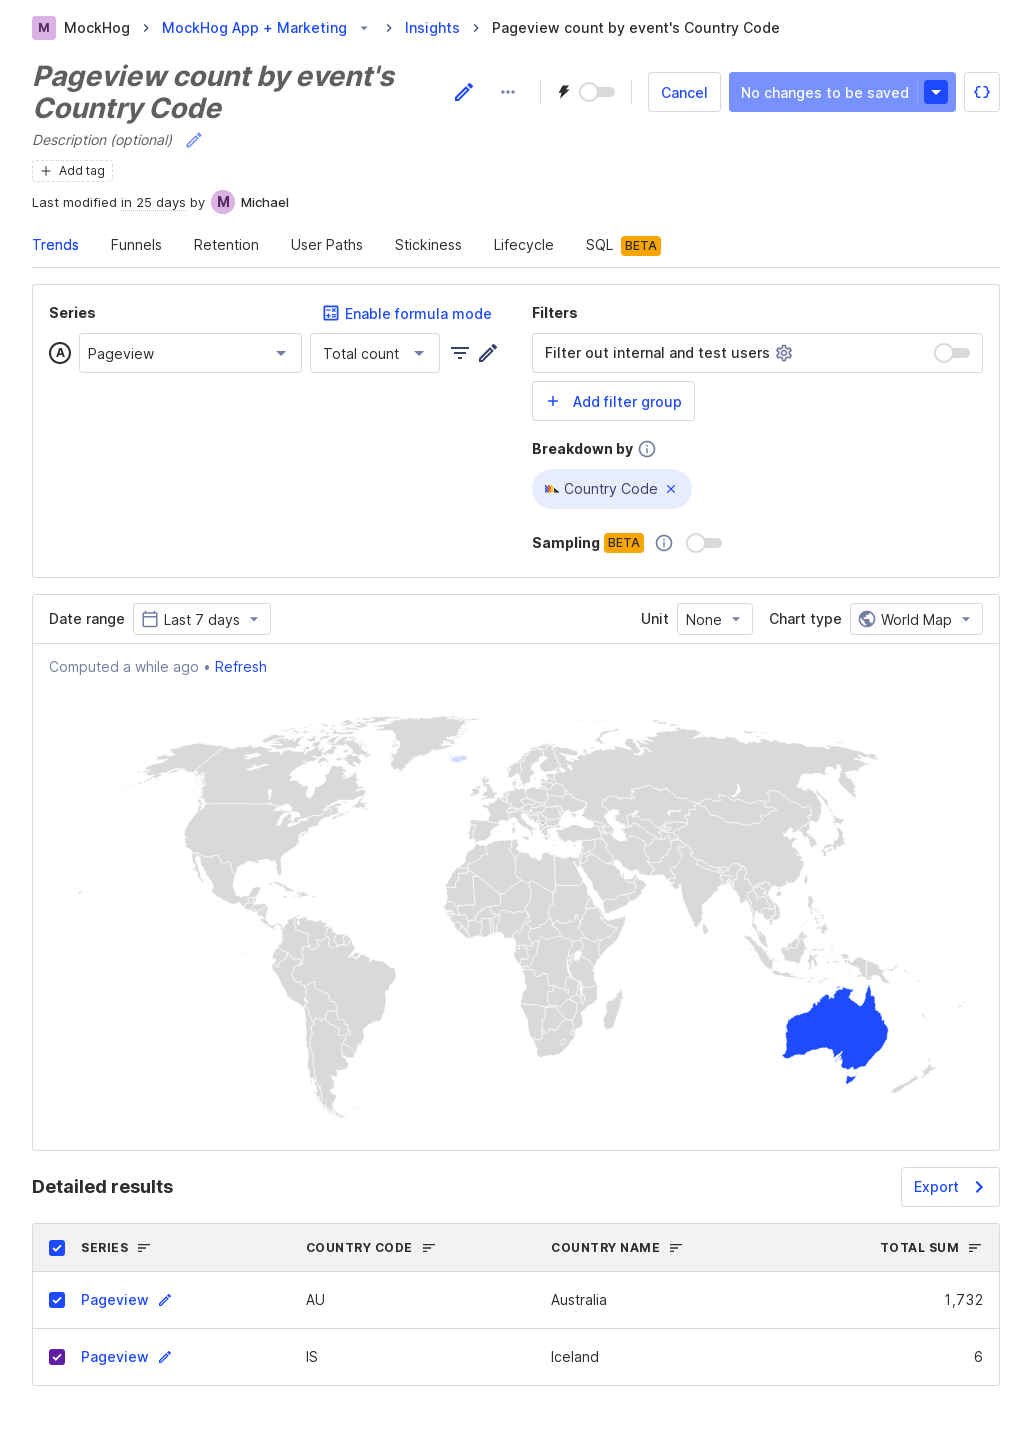 M MockHog MockHog App + Marketing Insights Pageview count by event's Country Code
Pageview count by event's
Country Code
Cancel No changes to be saved
Description (optional)
Add tag
Last modified in 25 days by M Michael
Trends Funnels Retention User Paths Stickiness Lifecycle SQL BETA
Series Enable formula mode Filters
A Pageview Total count Filter out internal and test users
Add filter group
Breakdown by
Country Code
Sampling BETA
Date range Last 7 days Unit None Chart type World Map
Computed a while ago • Refresh
Detailed results Export
SERIES COUNTRY CODE COUNTRY NAME TOTAL SUM
Pageview AU Australia 1,732
Pageview IS Iceland 6